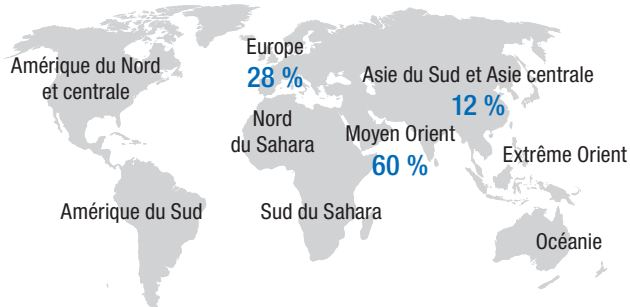 Europe
28 %
Amérique du Nord
et centrale
Asie du Sud et Asie centrale
12 %
Nord
du Sahara
Moyen Orient
60 %
Extrême Orient
Amérique du Sud
Sud du Sahara
Océanie